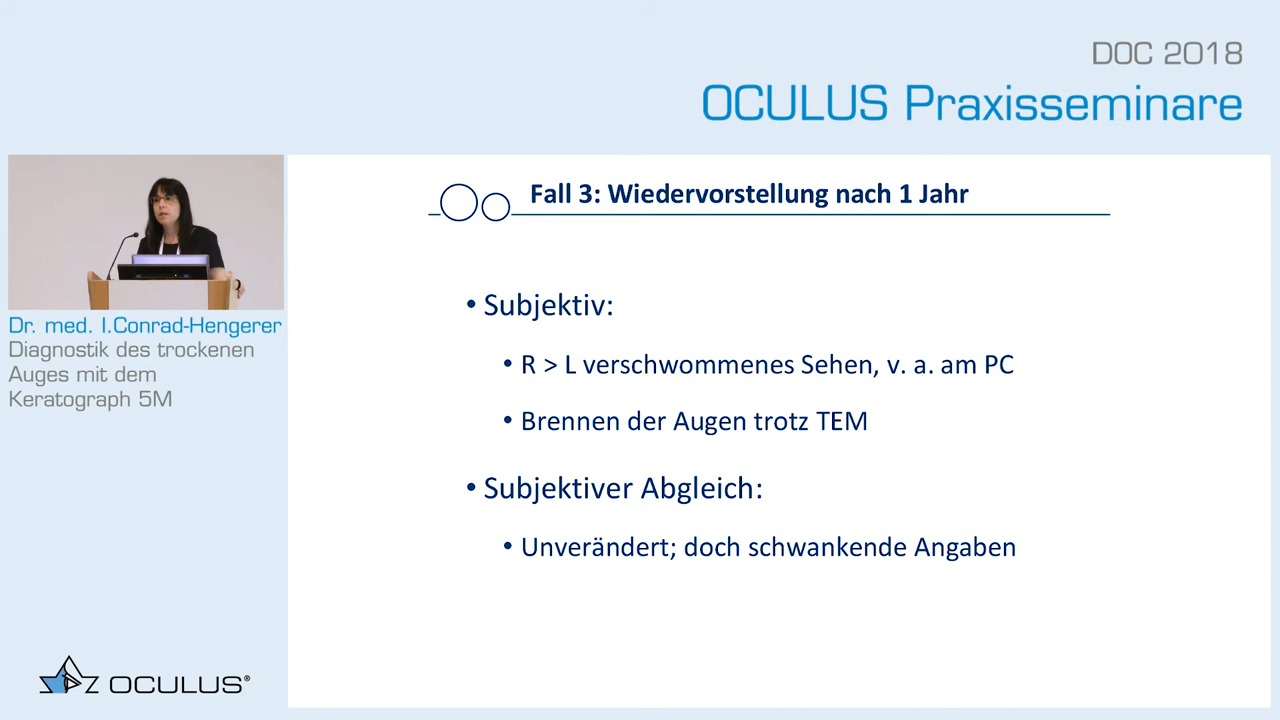 DOC 2018
OCULUS Praxisseminare
Dr. med. I.Conrad-Hengerer
Diagnostik des trockenen
Auges mit dem
Keratograph 5M
OCULUS®
Fall 3: Wiedervorstellung nach 1 Jahr
• Subjektiv:
• R > L verschwommenes Sehen, v. a. am PC
• Brennen der Augen trotz TEM
• Subjektiver Abgleich:
• Unverändert; doch schwankende Angaben